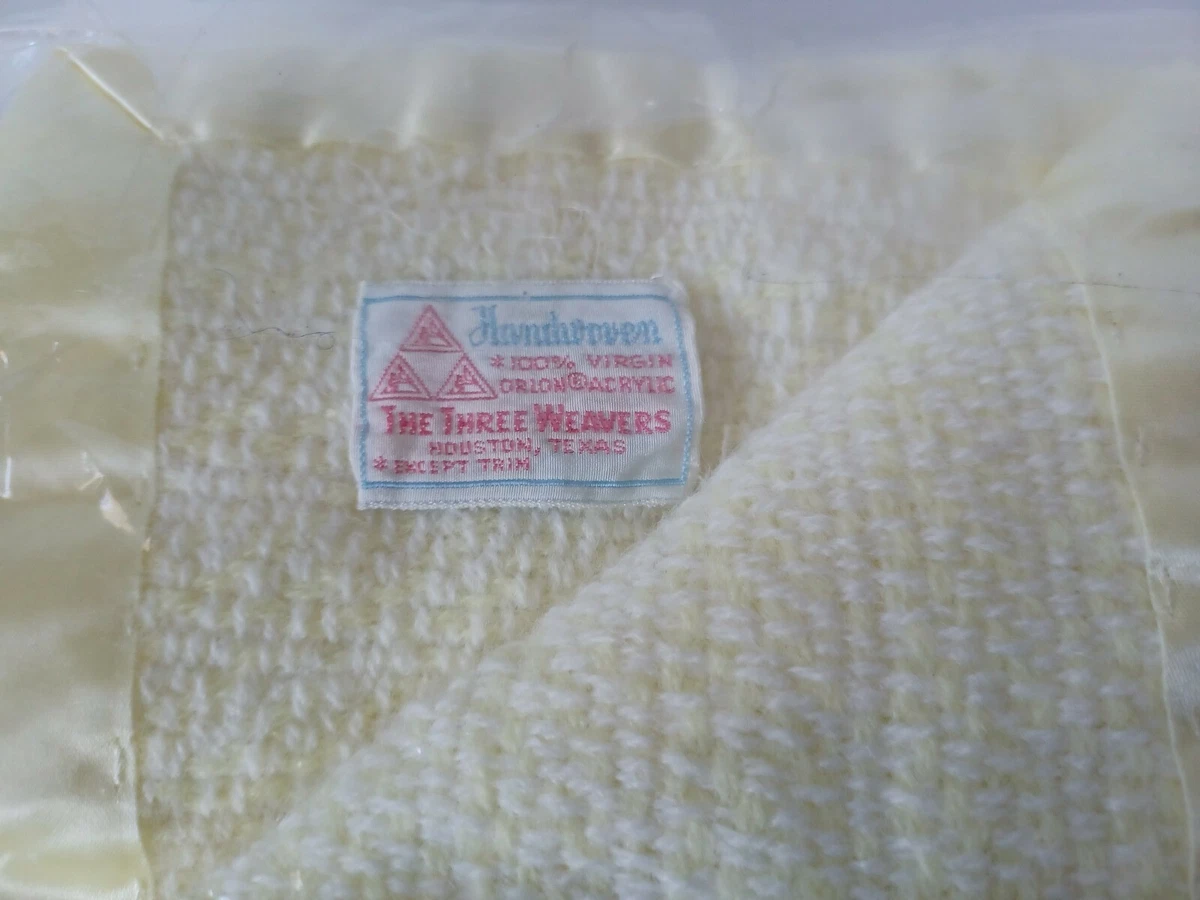 Handwoven
*100% VIRGIN
ORLON®ACRYLIC
THE THREE WEAVERS
HOUSTON, TEXAS
*EXCEPT TRIM